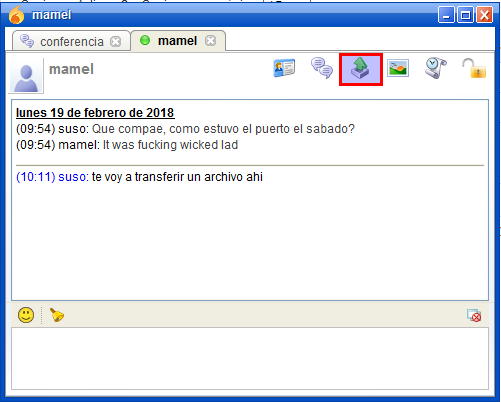 mamel
conferencia
mamel
mamel
lunes 19 de febrero de 2018
(09:54) suso: Que compae, como estuvo el puerto el sabado?
(09:54) mamel: It was fucking wicked lad
(10:11) suso: te voy a transferir un archivo ahi